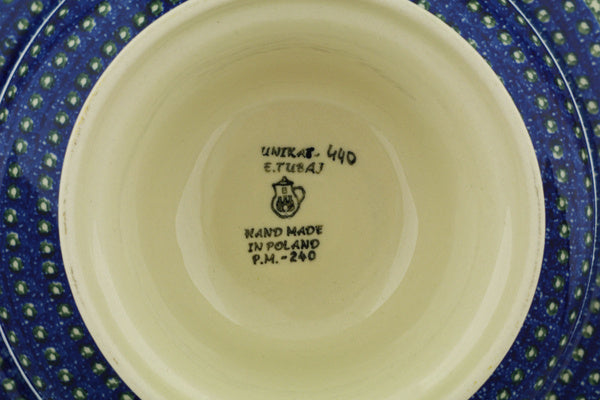 UNIKAT- 440
E.TUBAJ
HAND MADE
IN POLAND
P.M.-240